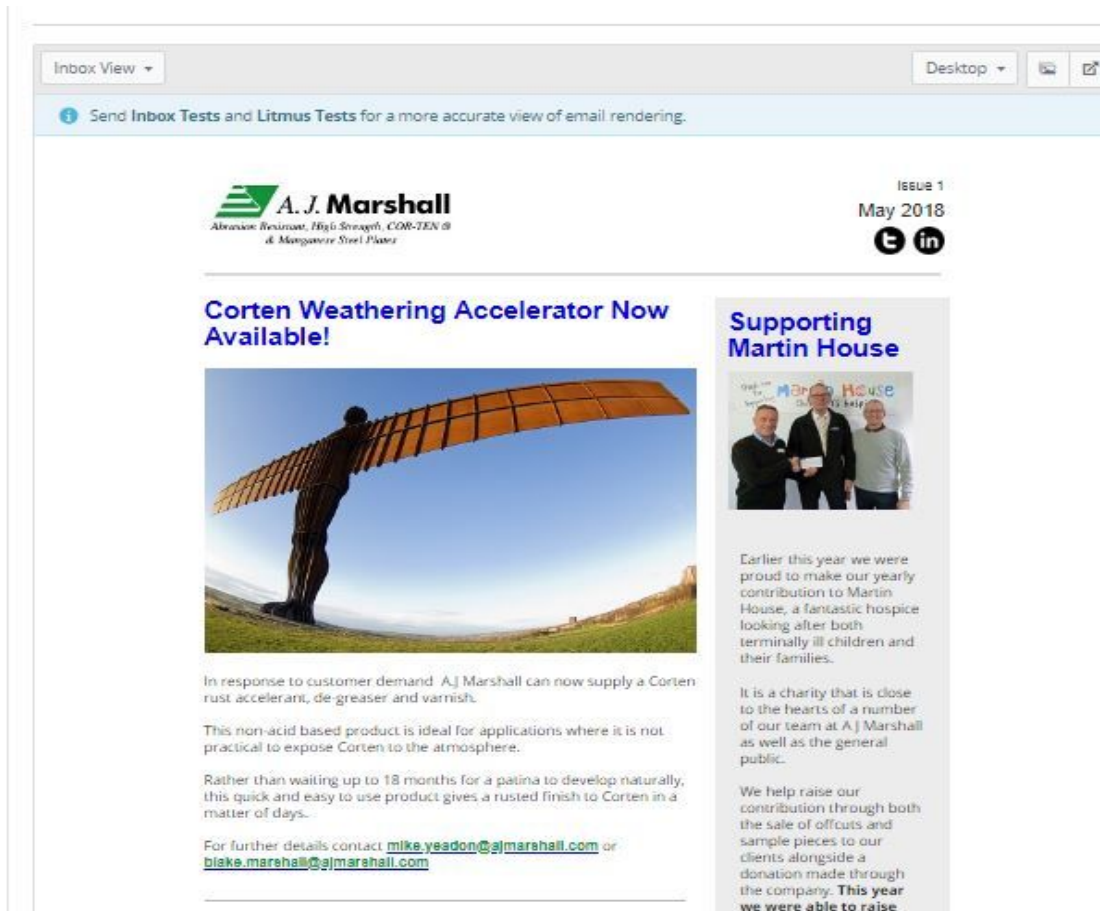 Inbox View
Desktop
Send Inbox Tests and Litmus Tests for a more accurate view of email rendering.
A. J. Marshall
Abrasion Resistant, High Strength, COR-TEN ®
& Manganese Steel Plates
Issue 1
May 2018
in
Corten Weathering Accelerator Now
Available!
In response to customer demand A.J Marshall can now supply a Corten
rust accelerant, de-greaser and varnish.
This non-acid based product is ideal for applications where it is not
practical to expose Corten to the atmosphere.
Rather than waiting up to 18 months for a patina to develop naturally,
this quick and easy to use product gives a rusted finish to Corten in a
matter of days.
For further details contact mike.yeadon@ajmarshall.com or
blake.marshall@ajmarshall.com
Supporting
Martin House
Martin House
Earlier this year we were
proud to make our yearly
contribution to Martin
House, a fantastic hospice
looking after both
terminally ill children and
their families.
It is a charity that is close
to the hearts of a number
of our team at A J Marshall
as well as the general
public.
We help raise our
contribution through both
the sale of offcuts and
sample pieces to our
clients alongside a
donation made through
the company. This year
we were able to raise